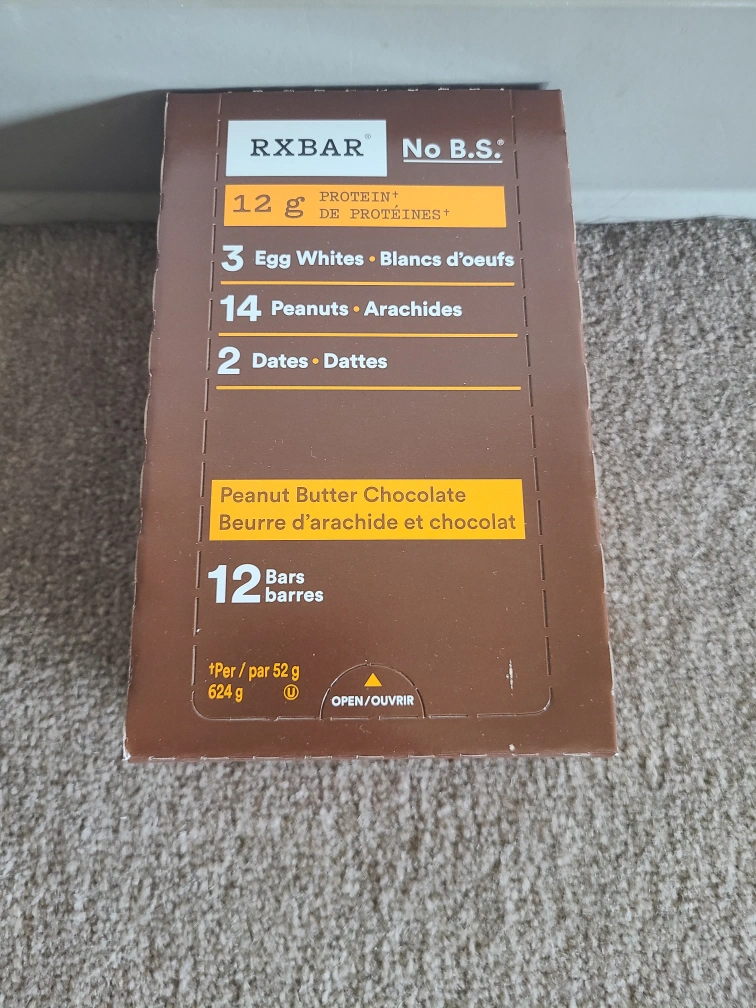 RXBAR® No B.S.®
12 g PROTEIN†
DE PROTÉINES†
3 Egg Whites • Blancs d'oeufs
14 Peanuts • Arachides
2 Dates • Dattes
Peanut Butter Chocolate
Beurre d'arachide et chocolat
12 Bars
barres
†Per / par 52 g
624 g U
OPEN/OUVRIR